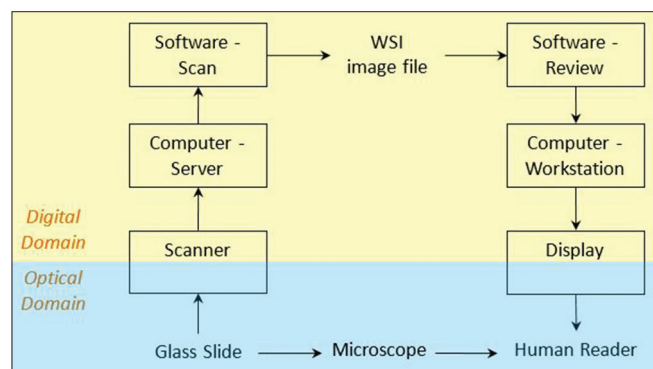 Software -
Scan
WSI
image file
Software -
Review
Computer -
Server
Computer -
Workstation
Digital
Domain
Scanner
Display
Optical
Domain
Glass Slide
Microscope
Human Reader